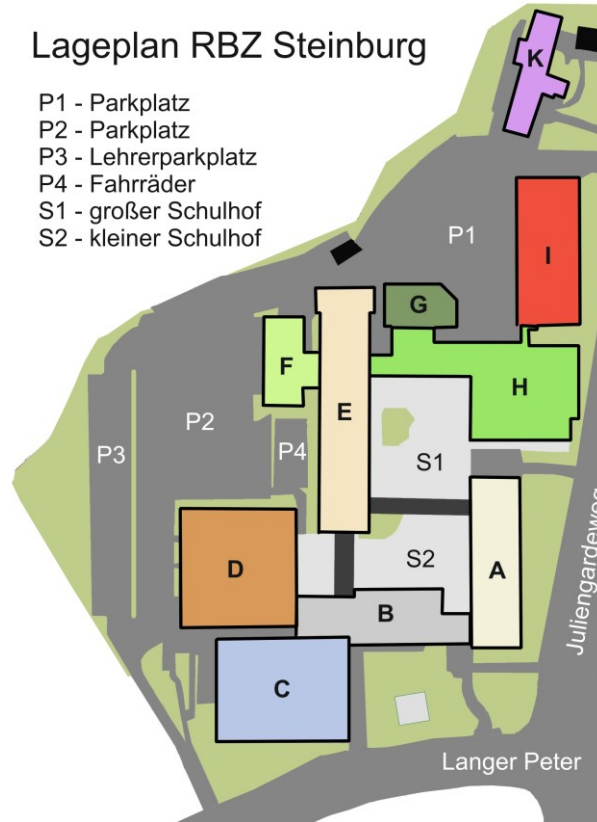 Lageplan RBZ Steinburg
P1 - Parkplatz
P2 - Parkplatz
P3 - Lehrerparkplatz
P4 - Fahrräder
S1 - großer Schulhof
S2 - kleiner Schulhof
K
P1
I
G
F
H
E
P2
P4
P3
S1
D
S2
A
B
C
Juliengardeweg
Langer Peter